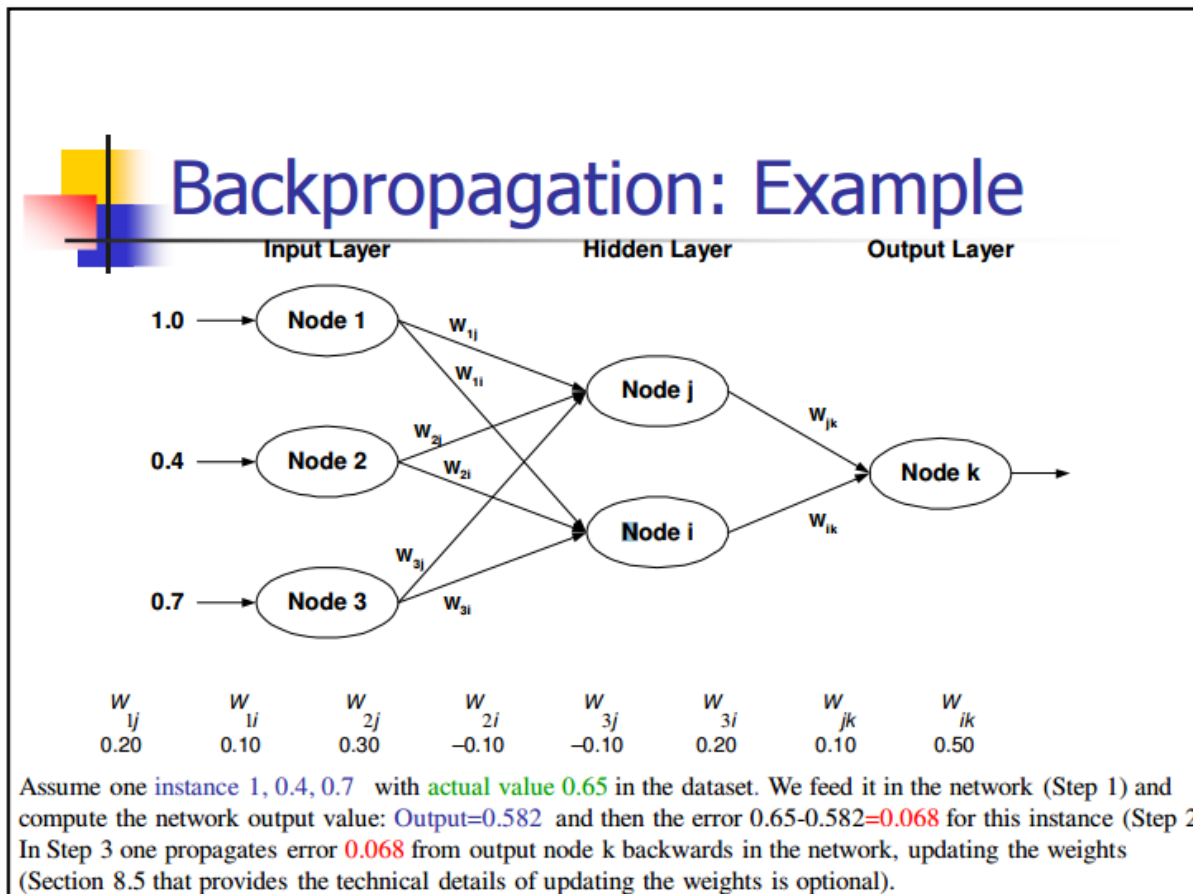 Backpropagation: Example
Input Layer Hidden Layer Output Layer
1.0 Node 1
W1j
W1i
Node j
W2j
Wjk
0.4 Node 2
W2i
Node k
Wik
Node i
W3j
0.7 Node 3
W3i
W1j W1i W2j W2i W3j W3i Wjk Wik
0.20 0.10 0.30 –0.10 –0.10 0.20 0.10 0.50
Assume one instance 1, 0.4, 0.7 with actual value 0.65 in the dataset. We feed it in the network (Step 1) and
compute the network output value: Output=0.582 and then the error 0.65-0.582=0.068 for this instance (Step 2
In Step 3 one propagates error 0.068 from output node k backwards in the network, updating the weights
(Section 8.5 that provides the technical details of updating the weights is optional).